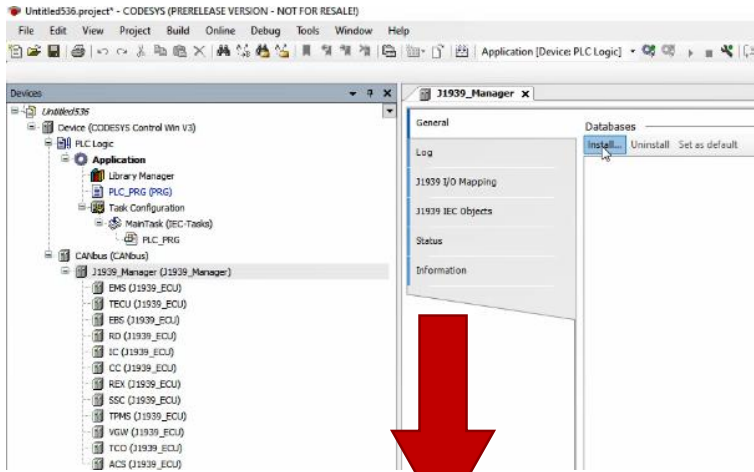 Untitled536.project* - CODESYS (PRERELEASE VERSION - NOT FOR RESALE!)
File Edit View Project Build Online Debug Tools Window Help
Application [Device: PLC Logic]
Devices
Untitled536
Device (CODESYS Control Win V3)
PLC Logic
Application
Library Manager
PLC_PRG (PRG)
Task Configuration
MainTask (IEC-Tasks)
PLC_PRG
CANbus (CANbus)
J1939_Manager (J1939_Manager)
EMS (J1939_ECU)
TECU (J1939_ECU)
EBS (J1939_ECU)
RD (J1939_ECU)
IC (J1939_ECU)
CC (J1939_ECU)
REX (J1939_ECU)
SSC (J1939_ECU)
TPMS (J1939_ECU)
VGW (J1939_ECU)
TCO (J1939_ECU)
ACS (J1939_ECU)
J1939_Manager
General
Log
J1939 I/O Mapping
J1939 IEC Objects
Status
Information
Databases
Install... Uninstall Set as default